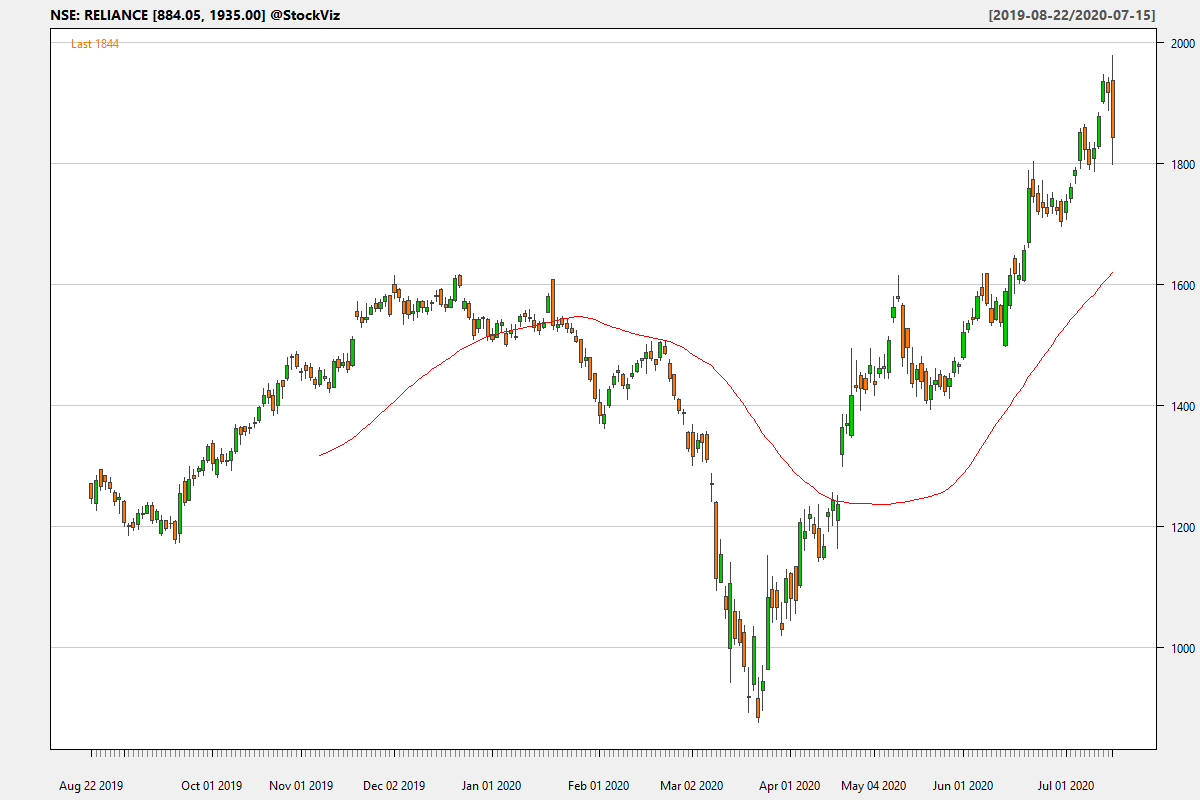 NSE: RELIANCE [884.05, 1935.00] @StockViz
[2019-08-22/2020-07-15]
Last 1844
2000
1800
1600
1400
1200
1000
Aug 22 2019 Oct 01 2019 Nov 01 2019 Dec 02 2019 Jan 01 2020 Feb 01 2020 Mar 02 2020 Apr 01 2020 May 04 2020 Jun 01 2020 Jul 01 2020